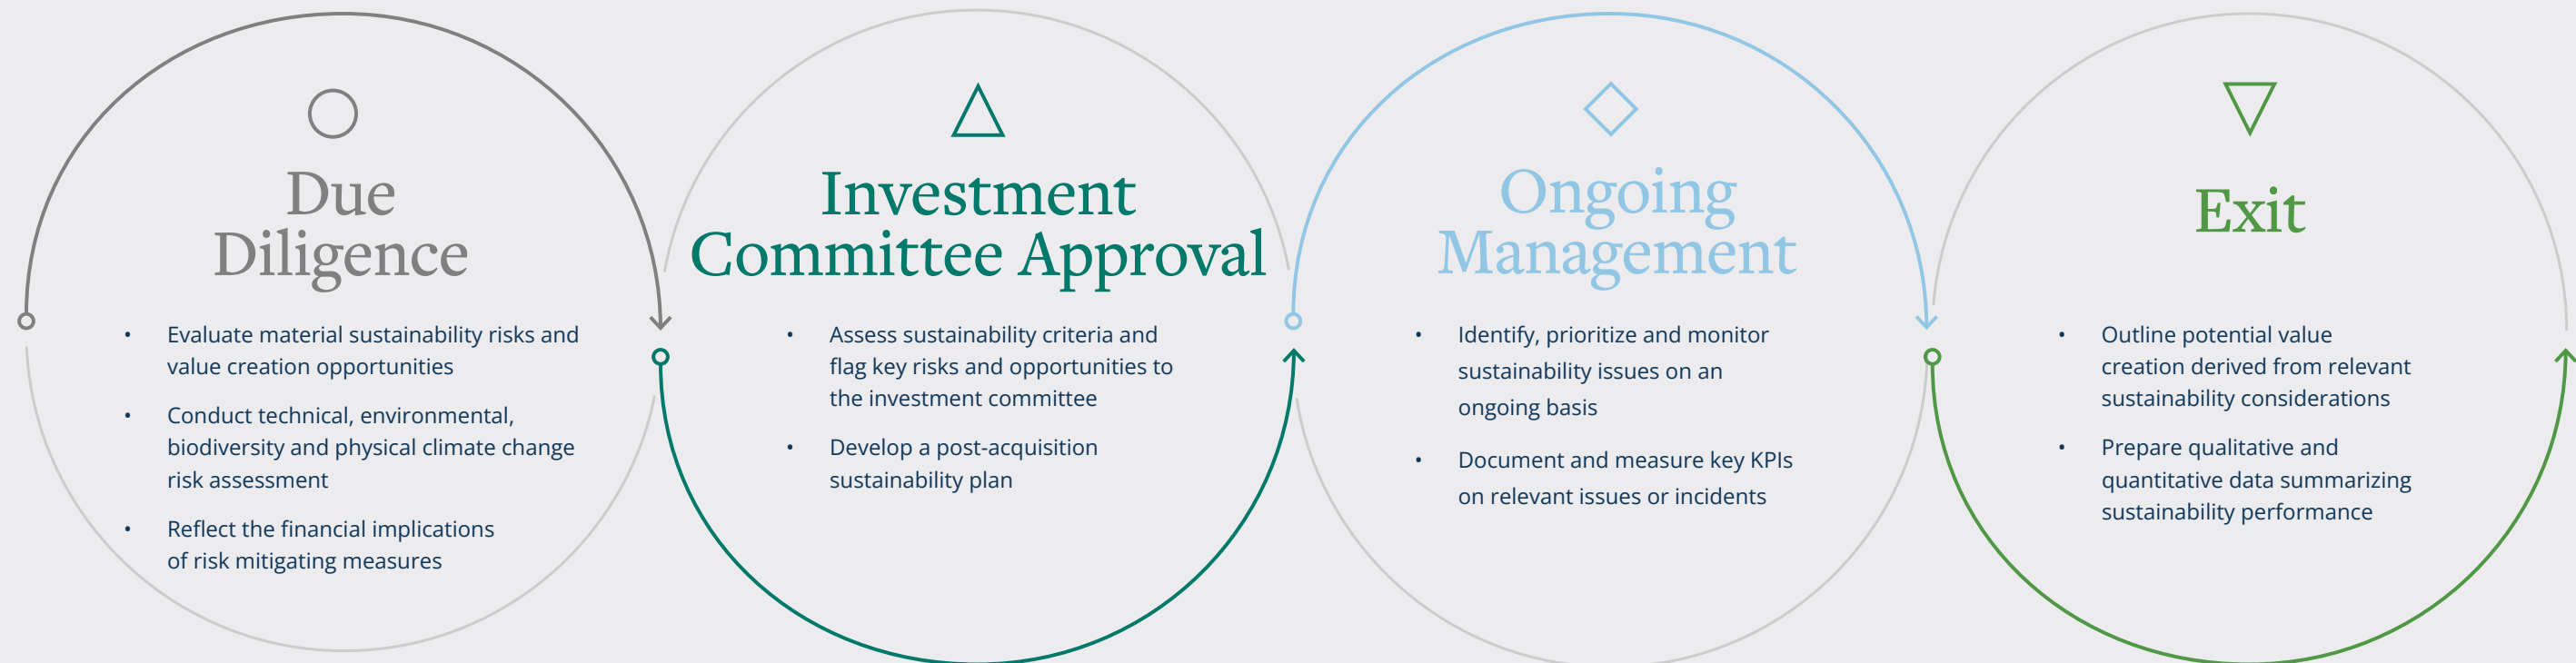 Due
Diligence
• Evaluate material sustainability risks and
value creation opportunities
• Conduct technical, environmental,
biodiversity and physical climate change
risk assessment
• Reflect the financial implications
of risk mitigating measures
Investment
Committee Approval
• Assess sustainability criteria and
flag key risks and opportunities to
the investment committee
• Develop a post-acquisition
sustainability plan
Ongoing
Management
• Identify, prioritize and monitor
sustainability issues on an
ongoing basis
• Document and measure key KPIs
on relevant issues or incidents
Exit
• Outline potential value
creation derived from relevant
sustainability considerations
• Prepare qualitative and
quantitative data summarizing
sustainability performance